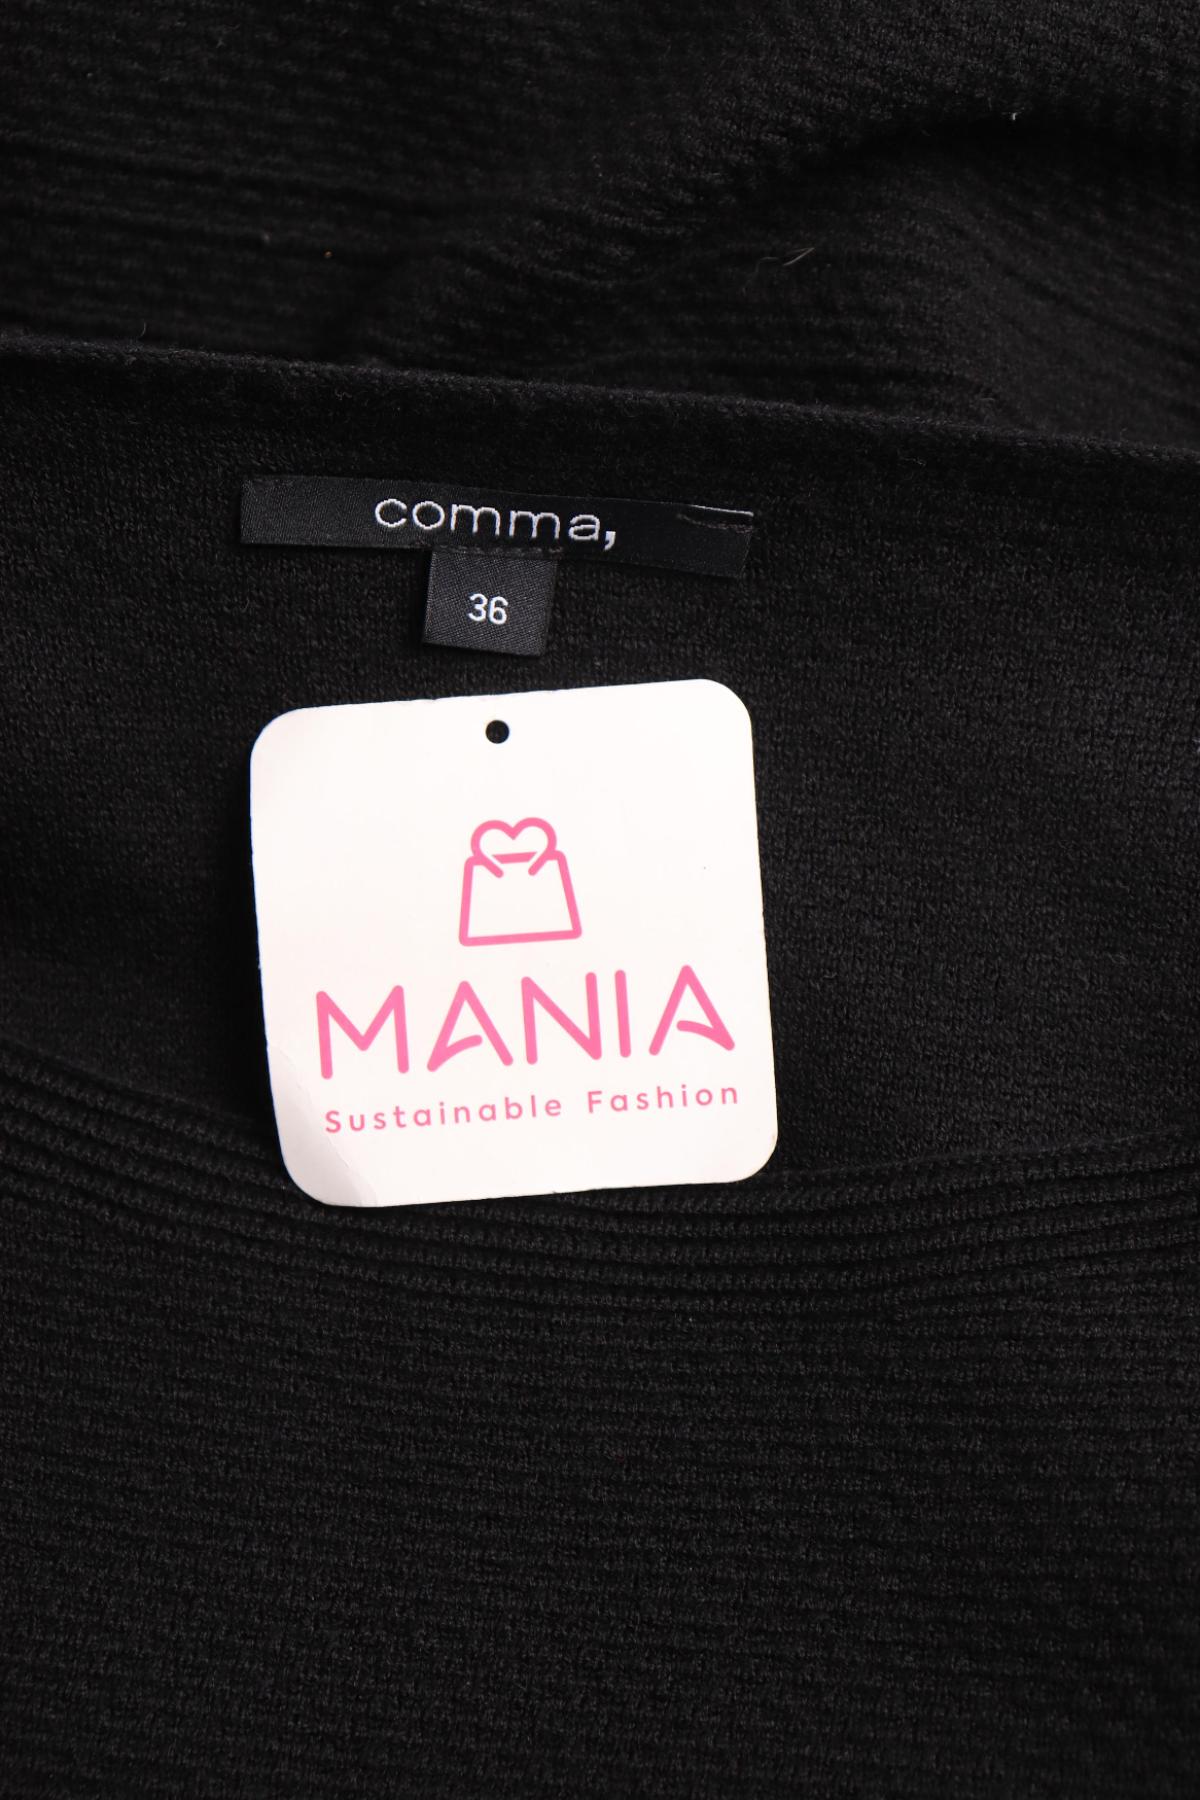 comma,
36
MANIA
Sustainable Fashion